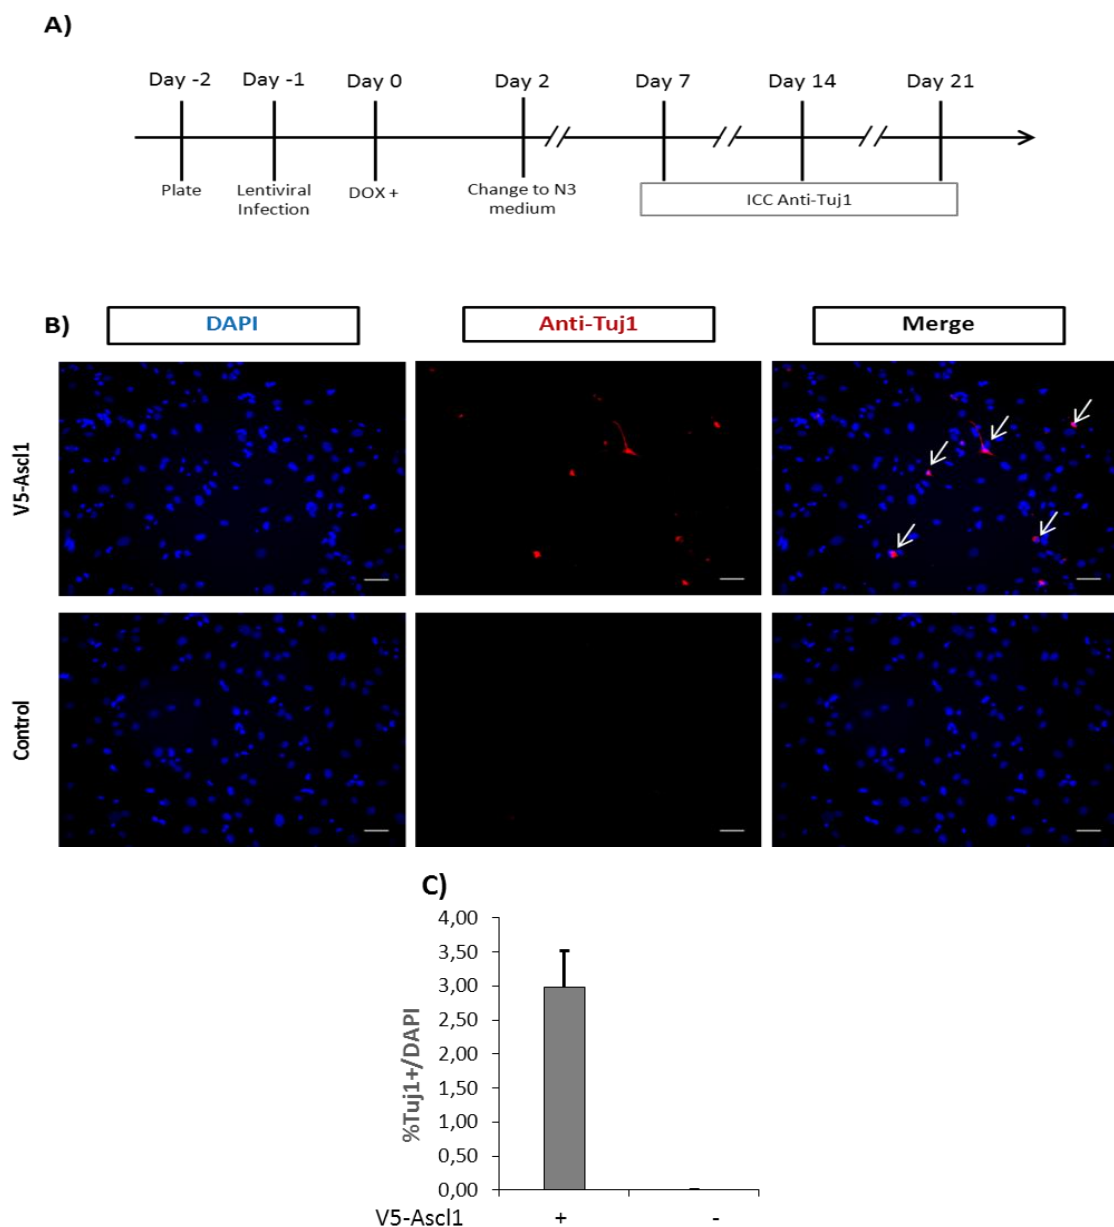 A)
Day -2 Day -1 Day 0 Day 2 Day 7 Day 14 Day 21
Plate
Lentiviral
Infection
DOX +
Change to N3
medium
ICC Anti-Tuj1
B)
DAPI
Anti-Tuj1
Merge
V5-Ascl1
Control
C)
4,00
3,50
3,00
2,50
2,00
1,50
1,00
0,50
0,00
%Tuj1+/DAPI
V5-Ascl1 + -